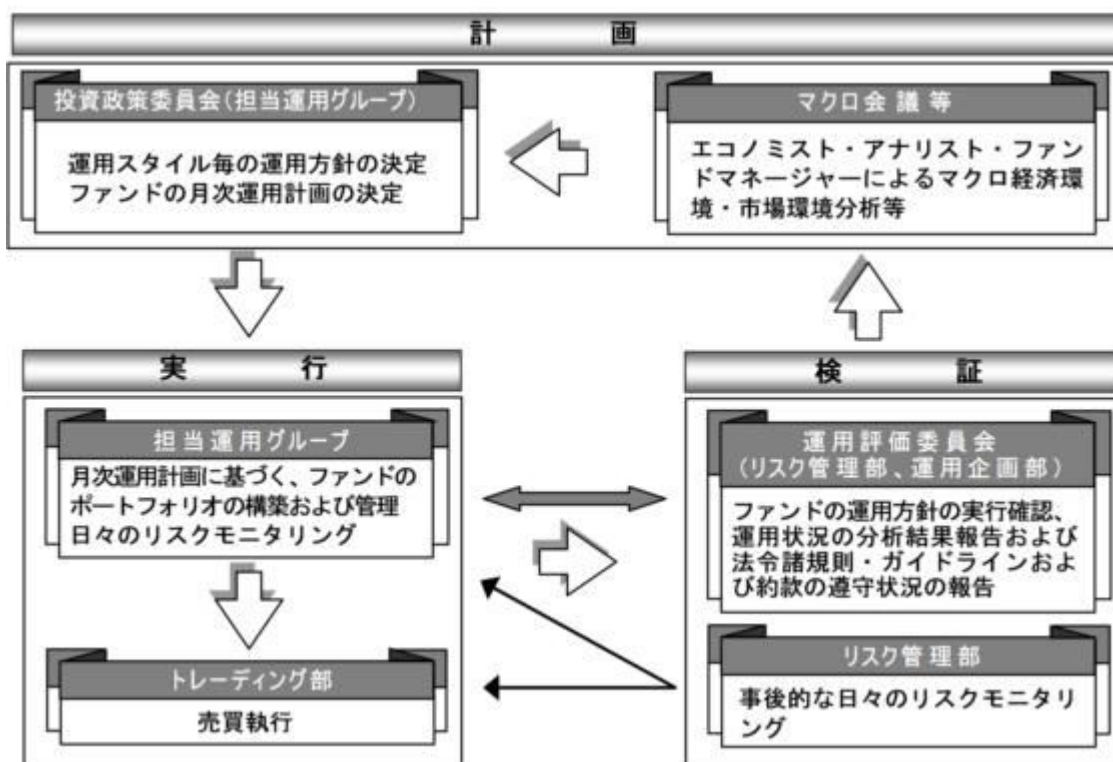 計画
投資政策委員会(担当運用グループ)
運用スタイル毎の運用方針の決定
ファンドの月次運用計画の決定
マクロ会議等
エコノミスト・アナリスト・ファン
ドマネージャーによるマクロ経済環
境・市場環境分析等
実行
担当運用グループ
月次運用計画に基づく、ファンドの
ポートフォリオの構築および管理
日々のリスクモニタリング
トレーディング部
売買執行
検証
運用評価委員会
(リスク管理部、運用企画部)
ファンドの運用方針の実行確認、
運用状況の分析結果報告および
法令諸規則・ガイドラインおよ
び約款の遵守状況の報告
リスク管理部
事後的な日々のリスクモニタリ
ング